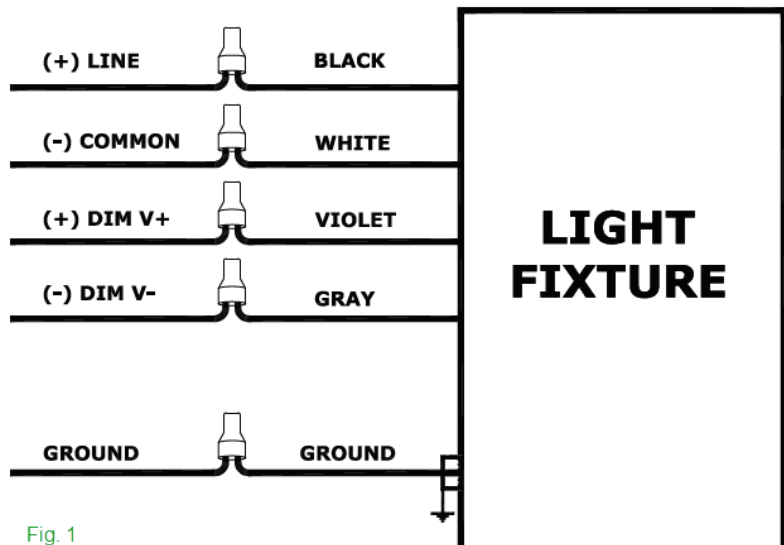 (+) LINE BLACK
(-) COMMON WHITE
(+) DIM V+ VIOLET
(-) DIM V- GRAY
LIGHT
FIXTURE
GROUND GROUND
Fig. 1